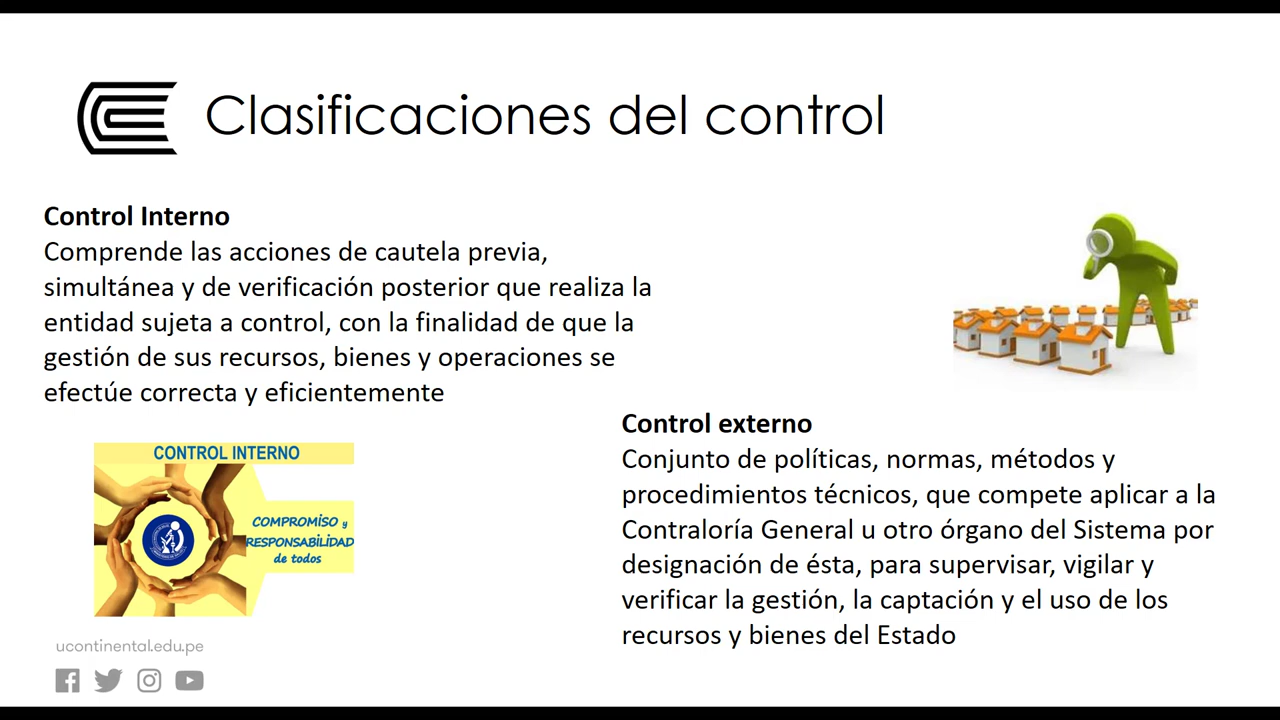 Clasificaciones del control
Control Interno
Comprende las acciones de cautela previa,
simultánea y de verificación posterior que realiza la
entidad sujeta a control, con la finalidad de que la
gestión de sus recursos, bienes y operaciones se
efectúe correcta y eficientemente
CONTROL INTERNO
COMPROMISO y
RESPONSABILIDAD
de todos
Control externo
Conjunto de políticas, normas, métodos y
procedimientos técnicos, que compete aplicar a la
Contraloría General u otro órgano del Sistema por
designación de ésta, para supervisar, vigilar y
verificar la gestión, la captación y el uso de los
recursos y bienes del Estado
ucontinental.edu.pe